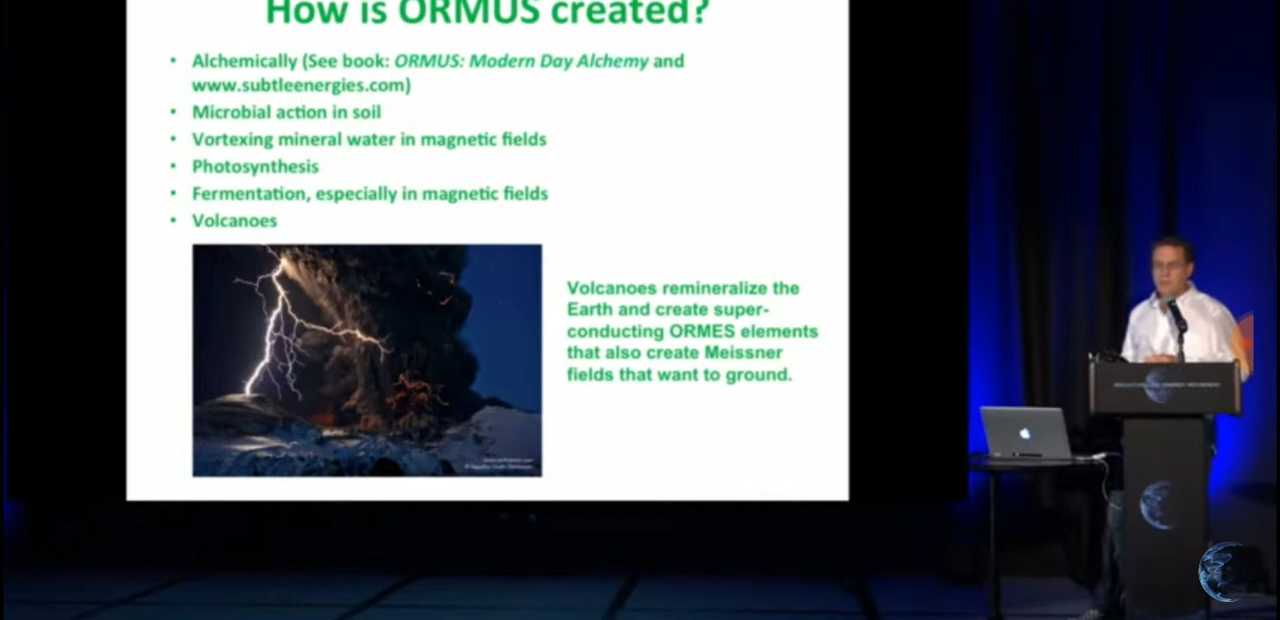 How is ORMUS created?
• Alchemically (See book: ORMUS: Modern Day Alchemy and
www.subtleenergies.com)
• Microbial action in soil
• Vortexing mineral water in magnetic fields
• Photosynthesis
• Fermentation, especially in magnetic fields
• Volcanoes
Volcanoes remineralize the
Earth and create super-
conducting ORMES elements
that also create Meissner
fields that want to ground.
ENERGY MOVEMENT